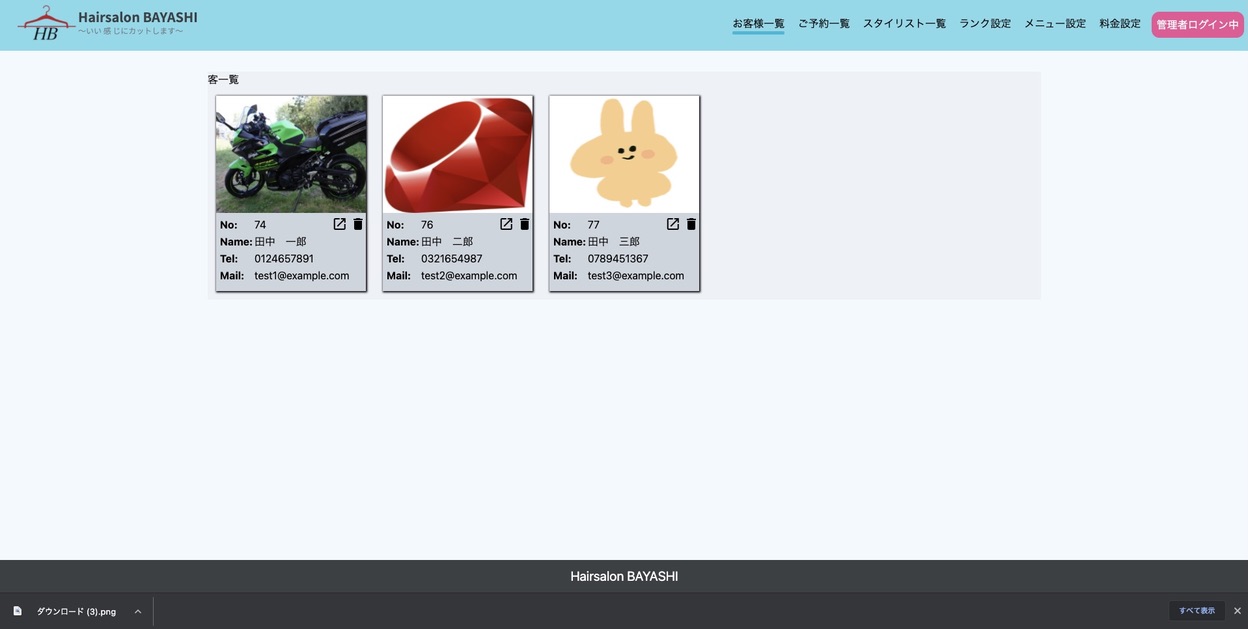 HB
Hairsalon BAYASHI
〜いい 感 じにカットします〜
お客様一覧 ご予約一覧 スタイリスト一覧 ランク設定 メニュー設定 料金設定 管理者ログイン中
客一覧
No: 74
Name: 田中 一郎
Tel: 0124657891
Mail: test1@example.com
No: 76
Name: 田中 二郎
Tel: 0321654987
Mail: test2@example.com
No: 77
Name: 田中 三郎
Tel: 0789451367
Mail: test3@example.com
Hairsalon BAYASHI
ダウンロード (3).png
すべて表示